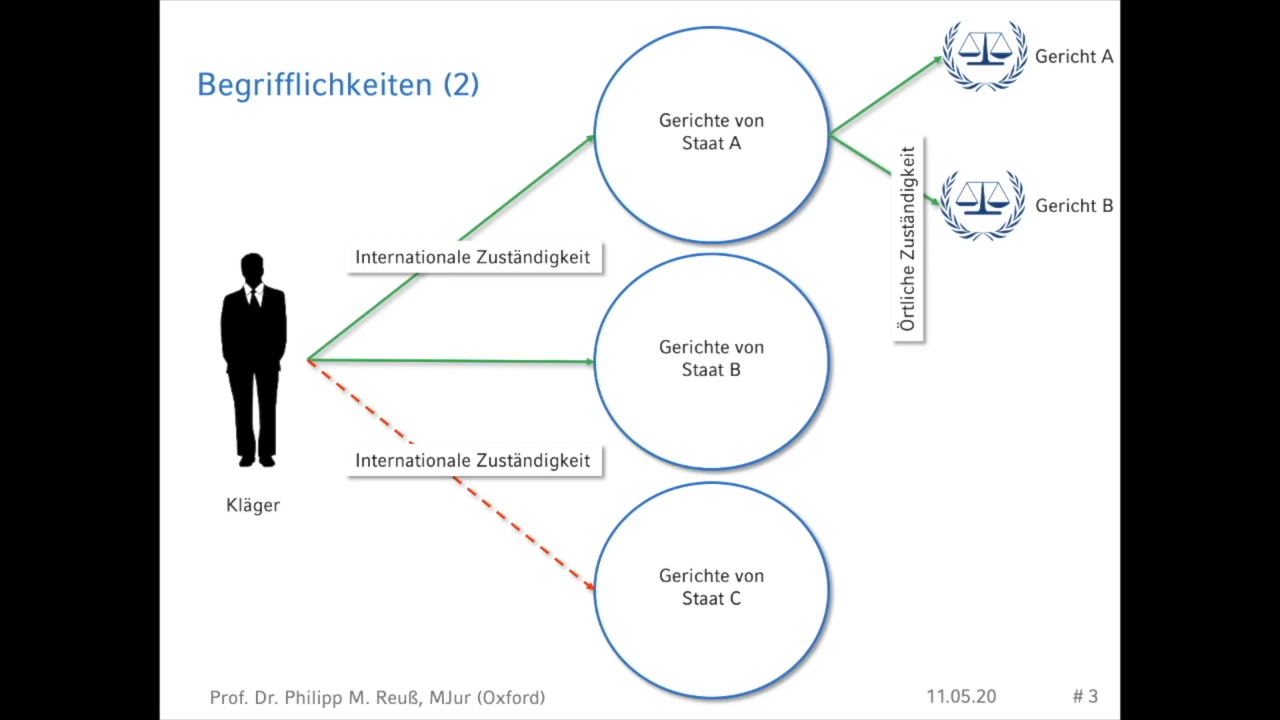 Begrifflichkeiten (2)
Gerichte von
Staat A
Gericht A
Gericht B
Örtliche Zuständigkeit
Internationale Zuständigkeit
Gerichte von
Staat B
Internationale Zuständigkeit
Kläger
Gerichte von
Staat C
Prof. Dr. Philipp M. Reuß, MJur (Oxford)
11.05.20
# 3